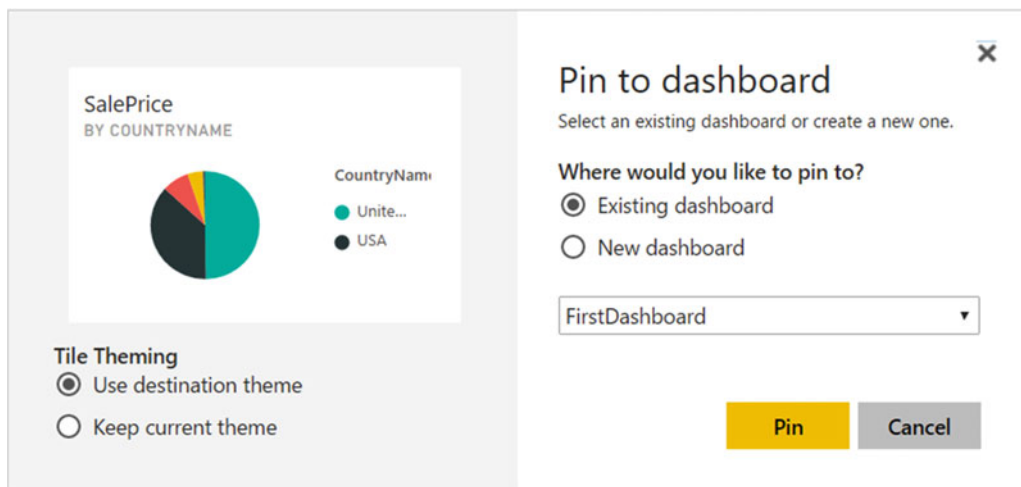 SalePrice
BY COUNTRYNAME
CountryNam
Unite...
USA
Tile Theming
Use destination theme
Keep current theme
Pin to dashboard
Select an existing dashboard or create a new one.
Where would you like to pin to?
Existing dashboard
New dashboard
FirstDashboard
Pin
Cancel